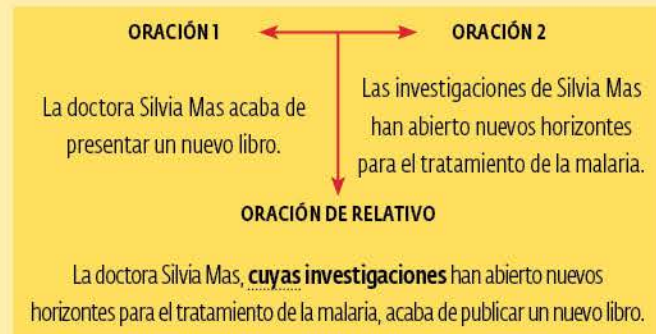 ORACIÓN 1
ORACIÓN 2
La doctora Silvia Mas acaba de
presentar un nuevo libro.
Las investigaciones de Silvia Mas
han abierto nuevos horizontes
para el tratamiento de la malaria.
ORACIÓN DE RELATIVO
La doctora Silvia Mas, cuyas investigaciones han abierto nuevos
horizontes para el tratamiento de la malaria, acaba de publicar un nuevo libro.